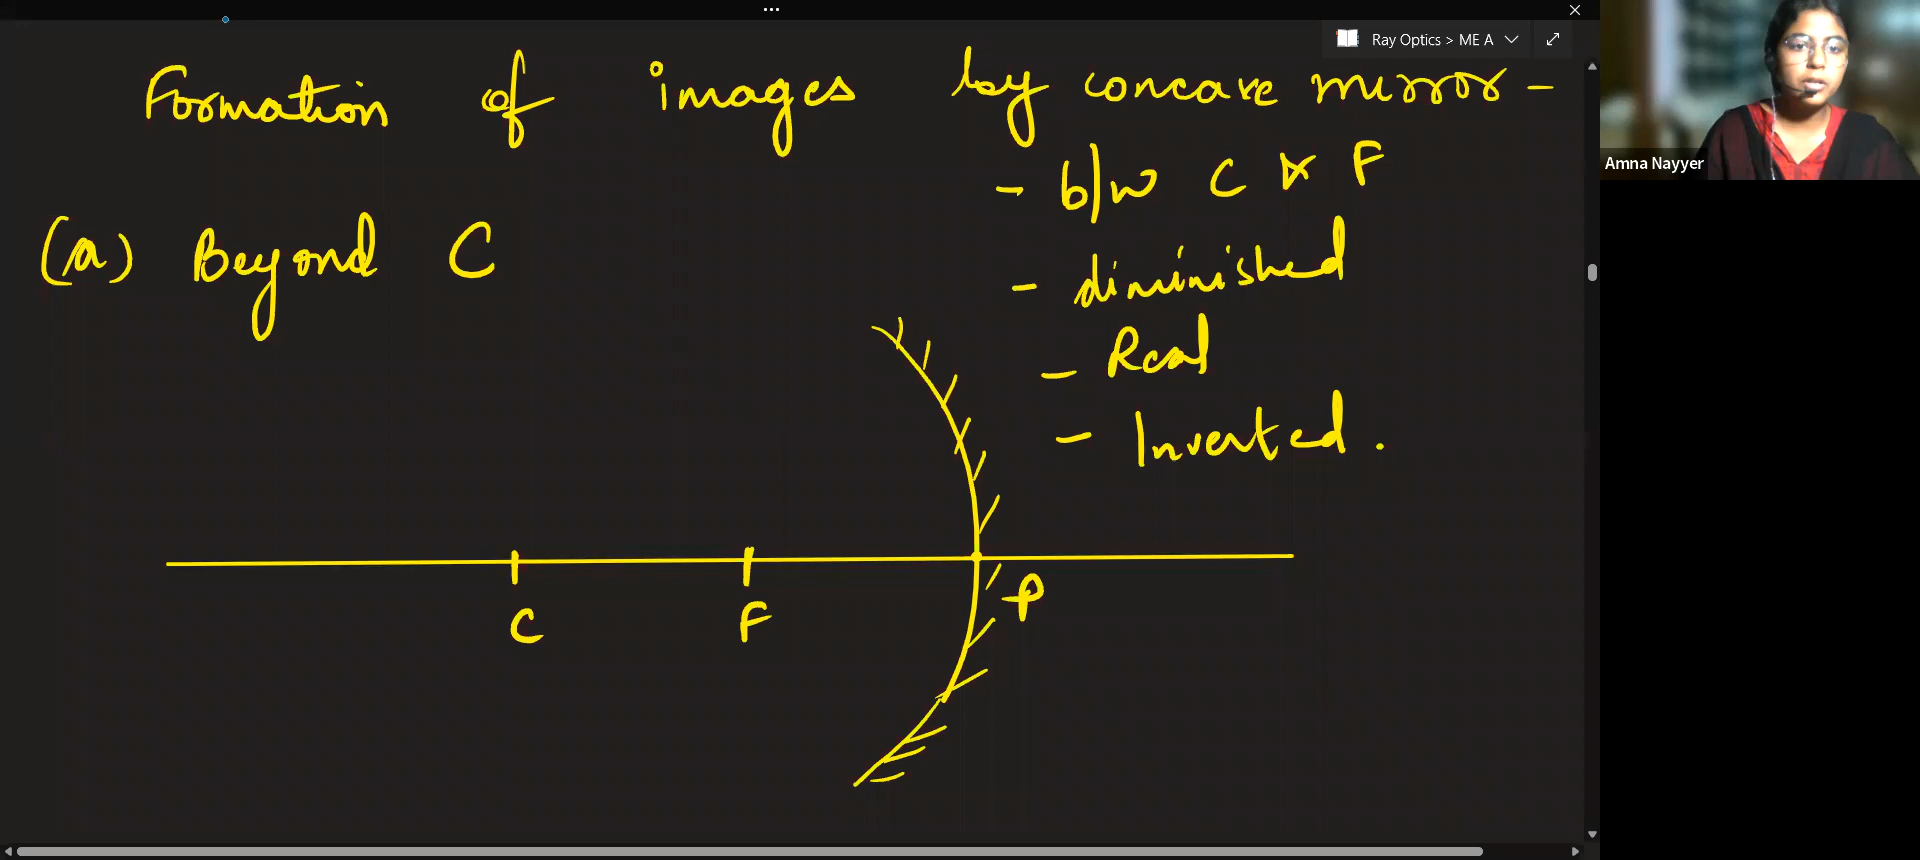 Ray Optics > ME A
Formation of images by concave mirror -
- b/w C & F
(a) Beyond C
- diminished
- Real
- Inverted.
C F P
Amna Nayyer